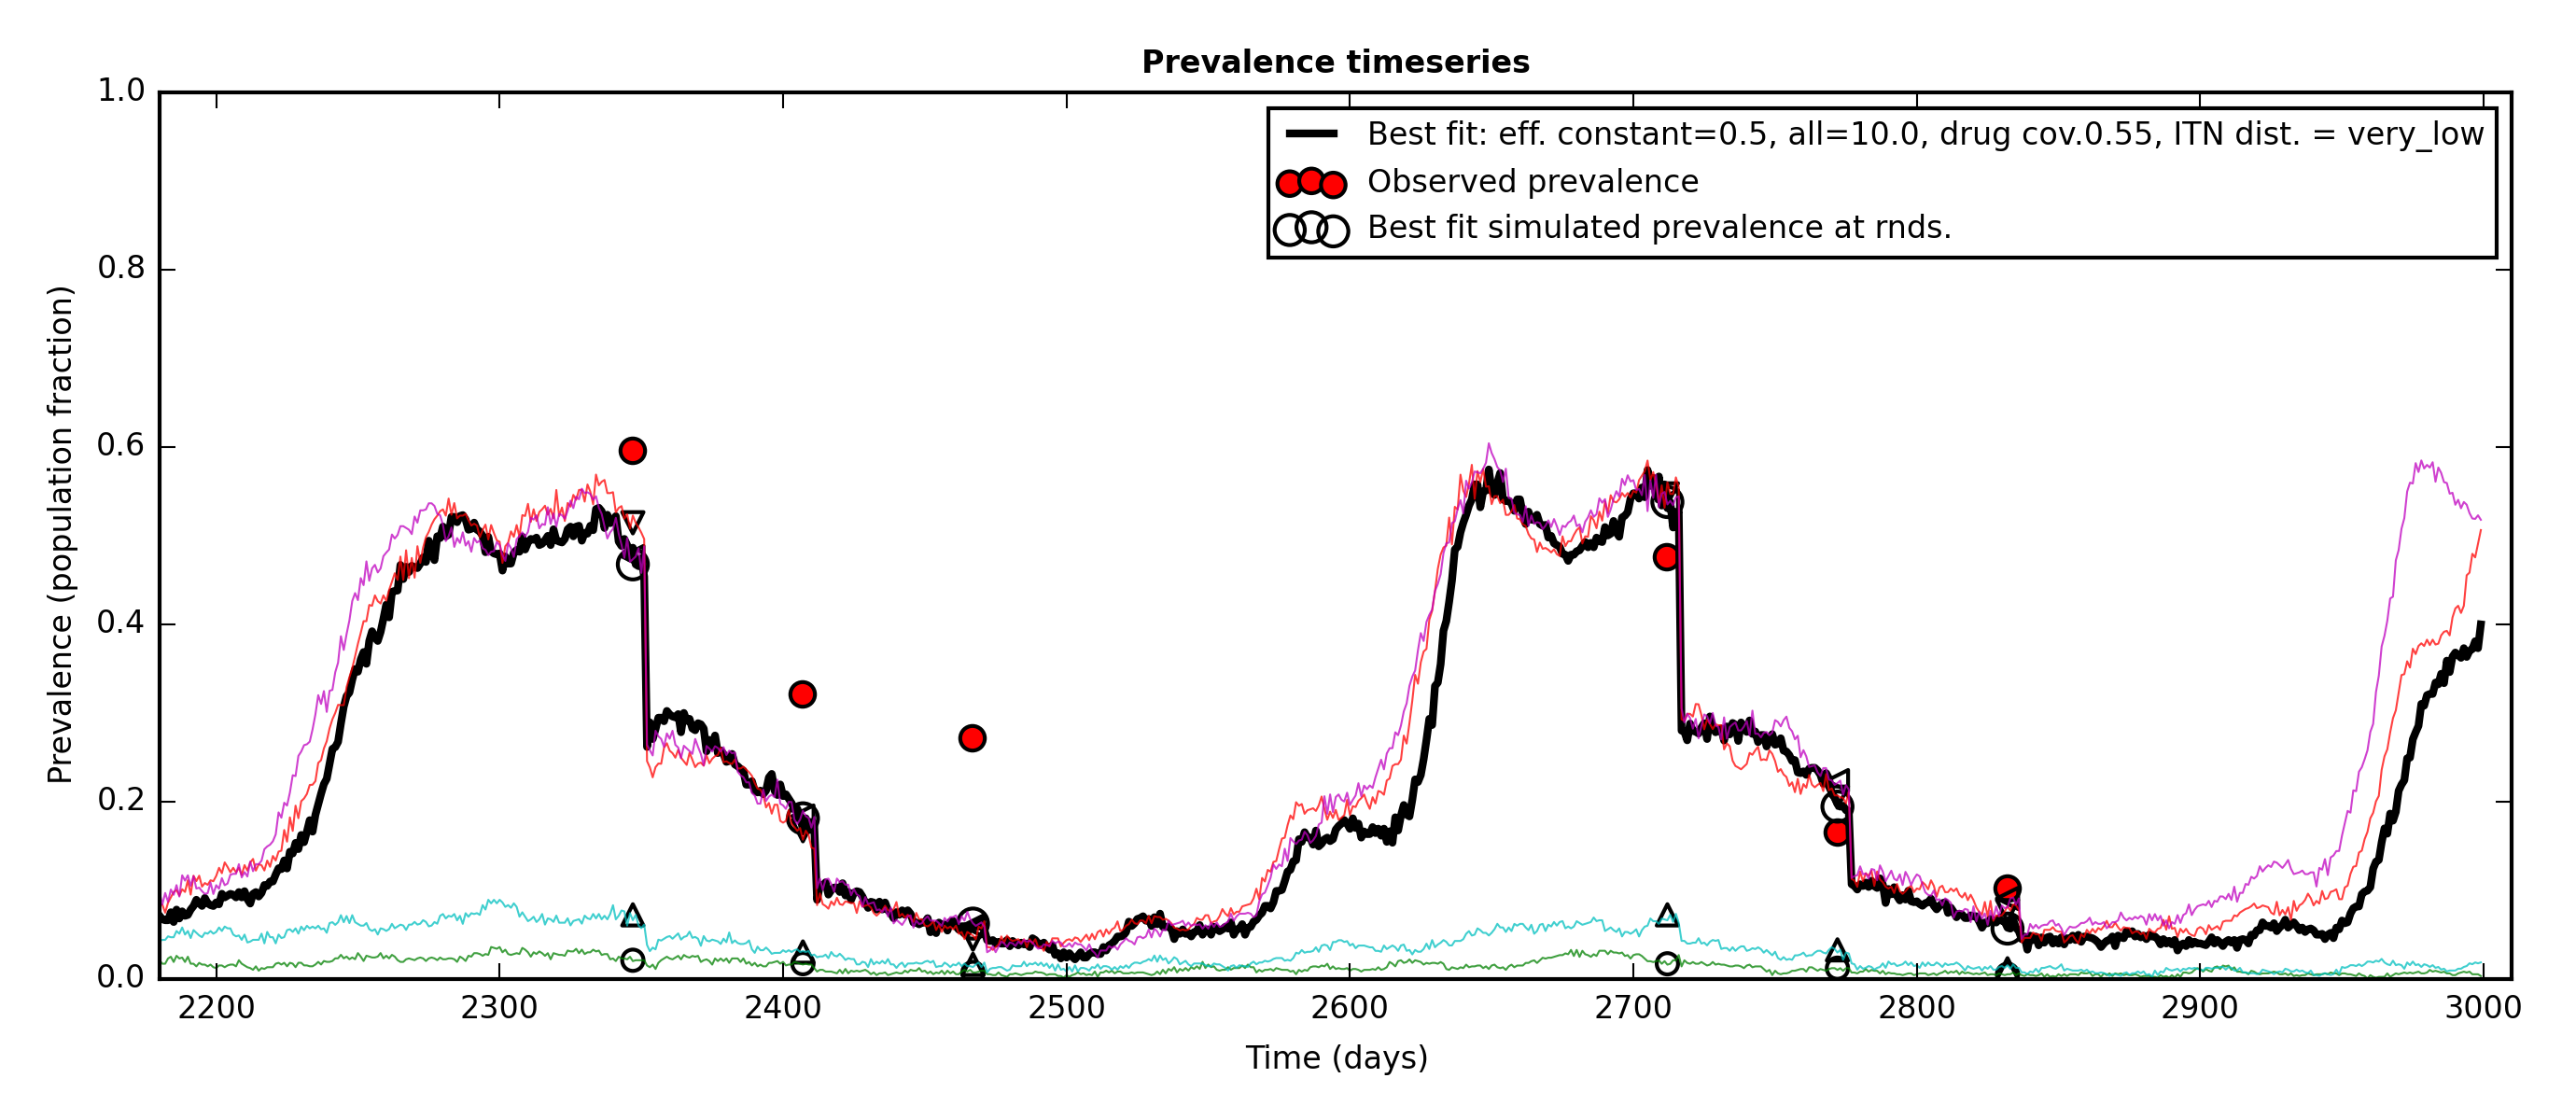 Prevalence timeseries
Best fit: eff. constant=0.5, all=10.0, drug cov.0.55, ITN dist. = very_low
Observed prevalence
Best fit simulated prevalence at rnds.
Prevalence (population fraction)
1.0
0.8
0.6
0.4
0.2
0.0
2200 2300 2400 2500 2600 2700 2800 2900 3000
Time (days)